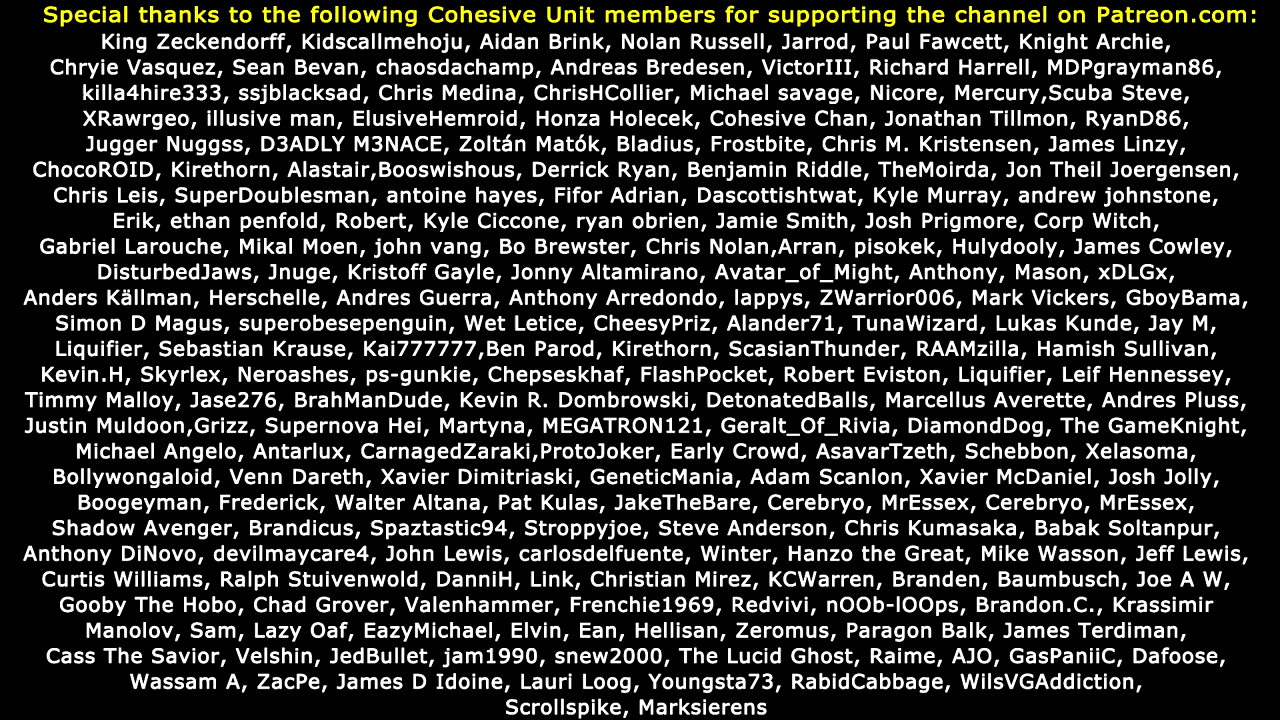 Special thanks to the following Cohesive Unit members for supporting the channel on Patreon.com:
King Zeckendorff, Kidscallmehoju, Aidan Brink, Nolan Russell, Jarrod, Paul Fawcett, Knight Archie,
Chryie Vasquez, Sean Bevan, chaosdachamp, Andreas Bredesen, VictorIII, Richard Harrell, MDPgrayman86,
killa4hire333, ssjblacksad, Chris Medina, ChrisHCollier, Michael savage, Nicore, Mercury,Scuba Steve,
XRawrgeo, illusive man, ElusiveHemroid, Honza Holecek, Cohesive Chan, Jonathan Tillmon, RyanD86,
Jugger Nuggss, D3ADLY M3NACE, Zoltán Matók, Bladius, Frostbite, Chris M. Kristensen, James Linzy,
ChocoROID, Kirethorn, Alastair,Booswishous, Derrick Ryan, Benjamin Riddle, TheMoirda, Jon Theil Joergensen,
Chris Leis, SuperDoublesman, antoine hayes, Fifor Adrian, Dascottishtwat, Kyle Murray, andrew johnstone,
Erik, ethan penfold, Robert, Kyle Ciccone, ryan obrien, Jamie Smith, Josh Prigmore, Corp Witch,
Gabriel Larouche, Mikal Moen, john vang, Bo Brewster, Chris Nolan,Arran, pisokek, Hulydooly, James Cowley,
DisturbedJaws, Jnuge, Kristoff Gayle, Jonny Altamirano, Avatar_of_Might, Anthony, Mason, xDLGx,
Anders Källman, Herschelle, Andres Guerra, Anthony Arredondo, lappys, ZWarrior006, Mark Vickers, GboyBama,
Simon D Magus, superobesepenguin, Wet Letice, CheesyPriz, Alander71, TunaWizard, Lukas Kunde, Jay M,
Liquifier, Sebastian Krause, Kai777777,Ben Parod, Kirethorn, ScasianThunder, RAAMzilla, Hamish Sullivan,
Kevin.H, Skyrlex, Neroashes, ps-gunkie, Chepseskhaf, FlashPocket, Robert Eviston, Liquifier, Leif Hennessey,
Timmy Malloy, Jase276, BrahManDude, Kevin R. Dombrowski, DetonatedBalls, Marcellus Averette, Andres Pluss,
Justin Muldoon,Grizz, Supernova Hei, Martyna, MEGATRON121, Geralt_Of_Rivia, DiamondDog, The GameKnight,
Michael Angelo, Antarlux, CarnagedZaraki,ProtoJoker, Early Crowd, AsavarTzeth, Schebbon, Xelasoma,
Bollywongaloid, Venn Dareth, Xavier Dimitriaski, GeneticMania, Adam Scanlon, Xavier McDaniel, Josh Jolly,
Boogeyman, Frederick, Walter Altana, Pat Kulas, JakeTheBare, Cerebryo, MrEssex, Cerebryo, MrEssex,
Shadow Avenger, Brandicus, Spaztastic94, Stroppyjoe, Steve Anderson, Chris Kumasaka, Babak Soltanpur,
Anthony DiNovo, devilmaycare4, John Lewis, carlosdelfuente, Winter, Hanzo the Great, Mike Wasson, Jeff Lewis,
Curtis Williams, Ralph Stuivenwold, DanniH, Link, Christian Mirez, KCWarren, Branden, Baumbusch, Joe A W,
Gooby The Hobo, Chad Grover, Valenhammer, Frenchie1969, Redvivi, nOOb-lOOps, Brandon.C., Krassimir
Manolov, Sam, Lazy Oaf, EazyMichael, Elvin, Ean, Hellisan, Zeromus, Paragon Balk, James Terdiman,
Cass The Savior, Velshin, JedBullet, jam1990, snew2000, The Lucid Ghost, Raime, AJO, GasPaniiC, Dafoose,
Wassam A, ZacPe, James D Idoine, Lauri Loog, Youngsta73, RabidCabbage, WilsVGAddiction,
Scrollspike, Marksierens